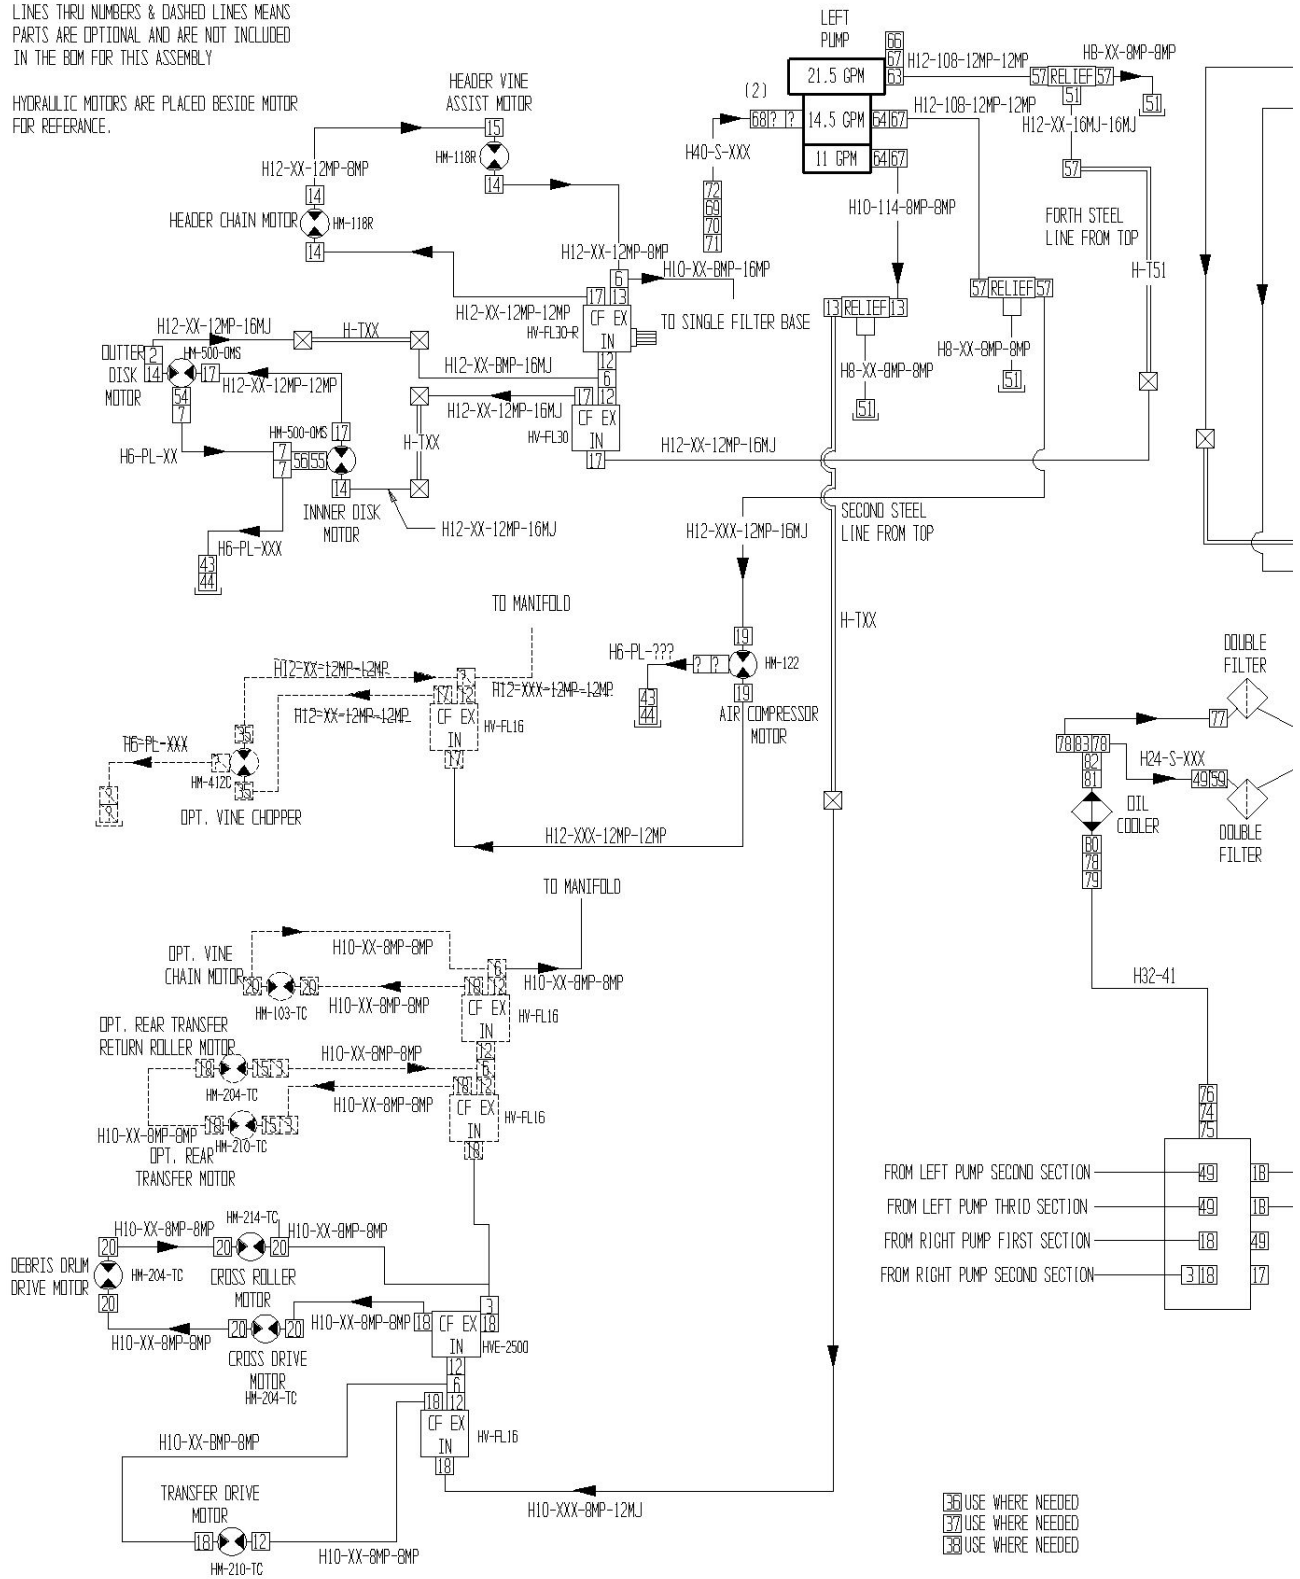 LINES THRU NUMBERS & DASHED LINES MEANS
PARTS ARE OPTIONAL AND ARE NOT INCLUDED
IN THE BOM FOR THIS ASSEMBLY
HYDRAULIC MOTORS ARE PLACED BESIDE MOTOR
FOR REFERANCE.
LEFT
PUMP
66
67
63
H12-108-12MP-12MP
57 RELIEF 57
H8-XX-8MP-8MP
51
51
21.5 GPM
(2)
68 ? ?
14.5 GPM
64 67
H12-108-12MP-12MP
H12-XX-16MJ-16MJ
11 GPM
64 67
57
H40-S-XXX
72
69
70
71
H10-114-8MP-8MP
FORTH STEEL
LINE FROM TOP
H-T51
HEADER VINE
ASSIST MOTOR
15
HM-118R
14
H12-XX-12MP-8MP
14
HEADER CHAIN MOTOR
HM-118R
14
H12-XX-12MP-8MP
H10-XX-8MP-16MP
6
17 13
CF EX
IN
HV-FL30-R
H12-XX-12MP-12MP
TO SINGLE FILTER BASE
13 RELIEF 13
57 RELIEF 57
H8-XX-8MP-8MP
51
H8-XX-8MP-8MP
51
H12-XX-12MP-16MJ
H-TXX
OUTTER
DISK
MOTOR
2
14
HM-500-OMS
17
H12-XX-12MP-12MP
54
7
H12-XX-8MP-16MJ
12
6
17 12
H12-XX-12MP-16MJ
CF EX
IN
HV-FL30
17
H12-XX-12MP-16MJ
H-TXX
HM-500-OMS
17
H6-PL-XX
7
7
56 55
14
INNNER DISK
MOTOR
H12-XX-12MP-16MJ
H6-PL-XXX
43
44
H12-XXX-12MP-16MJ
SECOND STEEL
LINE FROM TOP
H-TXX
TO MANIFOLD
19
H6-PL-???
? ?
HM-122
43
44
19
AIR COMPRESSOR
MOTOR
H12-XX-12MP-12MP
H12-XXX-12MP-12MP
17 12
H12-XX-12MP-12MP
CF EX
IN
HV-FL16
17
35
H6-PL-XXX
HM-412C
35
OPT. VINE CHOPPER
H12-XXX-12MP-12MP
DOUBLE
FILTER
77
78 83 78
82
81
H24-S-XXX
49 59
OIL
COOLER
DOUBLE
FILTER
80
78
79
H32-41
TO MANIFOLD
OPT. VINE
CHAIN MOTOR
H10-XX-8MP-8MP
6
18 12
H10-XX-8MP-8MP
20
20
H10-XX-8MP-8MP
HM-103-TC
CF EX
IN
HV-FL16
OPT. REAR TRANSFER
RETURN ROLLER MOTOR
H10-XX-8MP-8MP
12
6
18 12
18
15 3
HM-204-TC
H10-XX-8MP-8MP
CF EX
IN
HV-FL16
18
18
15 3
H10-XX-8MP-8MP
HM-210-TC
OPT. REAR
TRANSFER MOTOR
76
74
75
FROM LEFT PUMP SECOND SECTION
49
18
FROM LEFT PUMP THRID SECTION
49
18
FROM RIGHT PUMP FIRST SECTION
18
49
FROM RIGHT PUMP SECOND SECTION
3 18
17
HM-214-TC
H10-XX-8MP-8MP
H10-XX-8MP-8MP
20
20
20
DEBRIS DRUM
DRIVE MOTOR
HM-204-TC
CROSS ROLLER
MOTOR
20
H10-XX-8MP-8MP
20
20
H10-XX-8MP-8MP
CROSS DRIVE
MOTOR
HM-204-TC
3
18
CF EX
18
IN
HVE-2500
12
6
18 12
CF EX
IN
HV-FL16
18
H10-XX-8MP-8MP
H10-XXX-8MP-12MJ
TRANSFER DRIVE
MOTOR
18
12
HM-210-TC
H10-XX-8MP-8MP
36 USE WHERE NEEDED
37 USE WHERE NEEDED
38 USE WHERE NEEDED